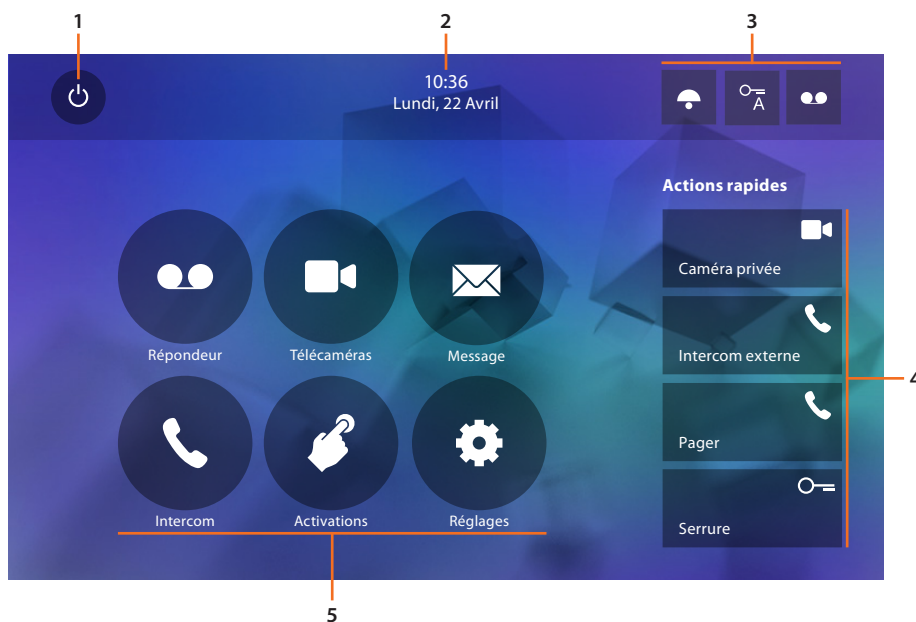 1
2
3
10:36
Lundi, 22 Avril
A
Actions rapides
Caméra privée
Intercom externe
Pager
Serrure
4
Répondeur
Télécaméras
Message
Intercom
Activations
Réglages
5